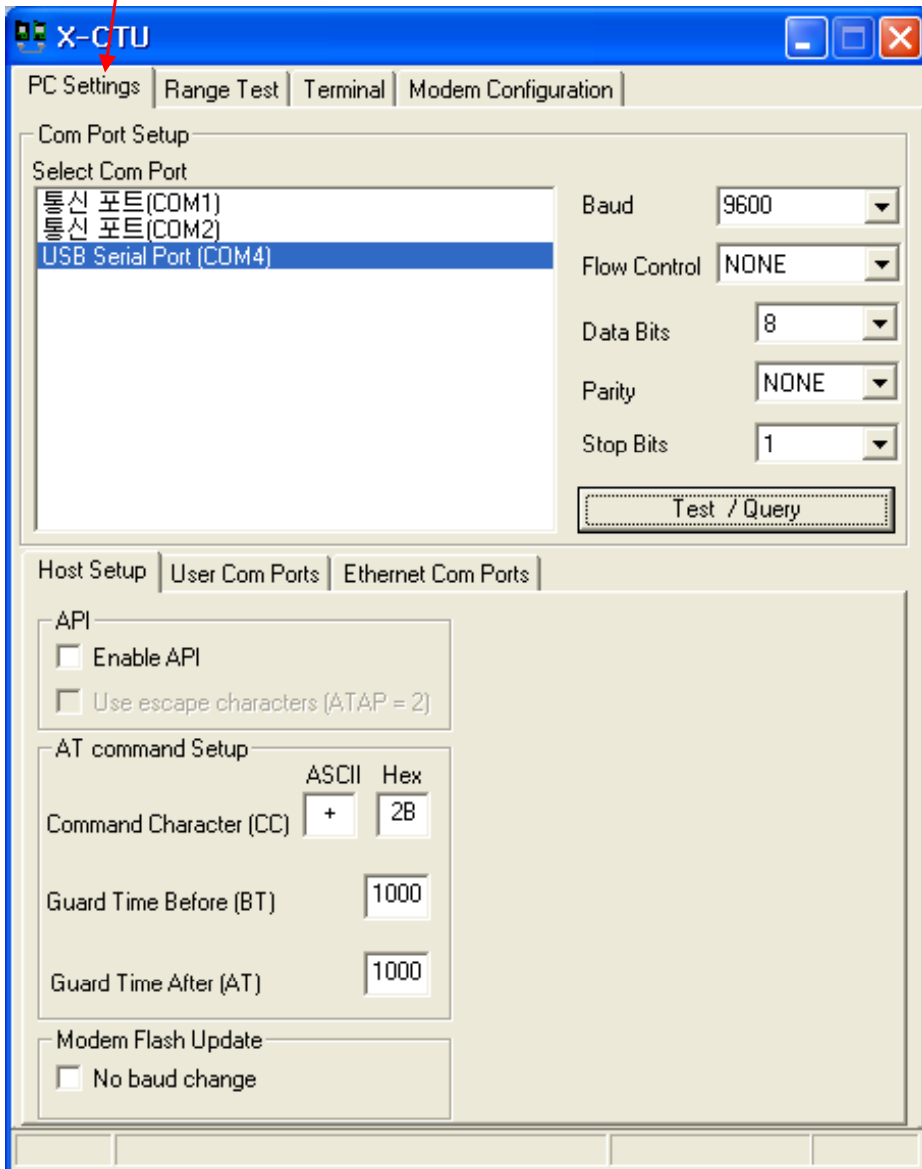 X-CTU
PC Settings Range Test Terminal Modem Configuration
Com Port Setup
Select Com Port
통신 포트(COM1)
통신 포트(COM2)
USB Serial Port (COM4)
Baud 9600
Flow Control NONE
Data Bits 8
Parity NONE
Stop Bits 1
Test / Query
Host Setup User Com Ports Ethernet Com Ports
API
Enable API
Use escape characters (ATAP = 2)
AT command Setup
ASCII Hex
Command Character (CC) + 2B
Guard Time Before (BT) 1000
Guard Time After (AT) 1000
Modem Flash Update
No baud change